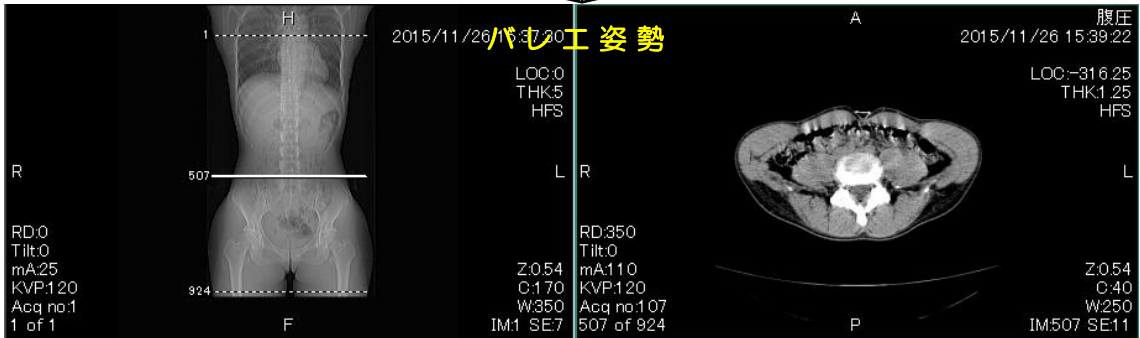 バレエ姿勢
H
1
2015/11/26 15:37:30
LOC:0
THK:5
HFS
R
L
507
RD:0
Tilt:0
mA:25
KVP:120
Acq no:1
1 of 1
924
F
Z:0.54
C:170
W:350
IM:1 SE:7
A
腹圧
2015/11/26 15:39:22
LOC:-316.25
THK:1.25
HFS
R
L
RD:350
Tilt:0
mA:110
KVP:120
Acq no:107
507 of 924
P
Z:0.54
C:40
W:250
IM:507 SE:11